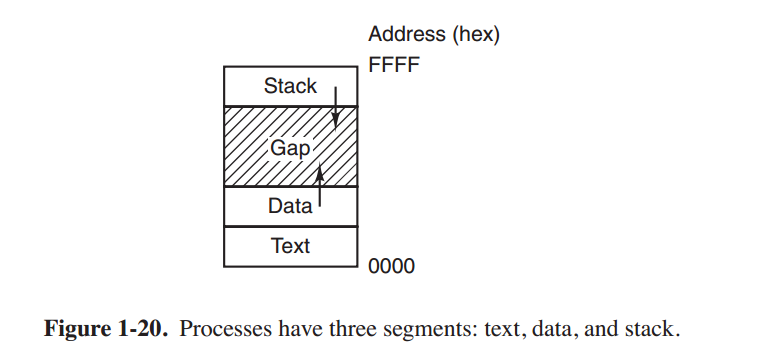 Address (hex)
FFFF
Stack
Gap
Data
Text
0000
Figure 1-20. Processes have three segments: text, data, and stack.